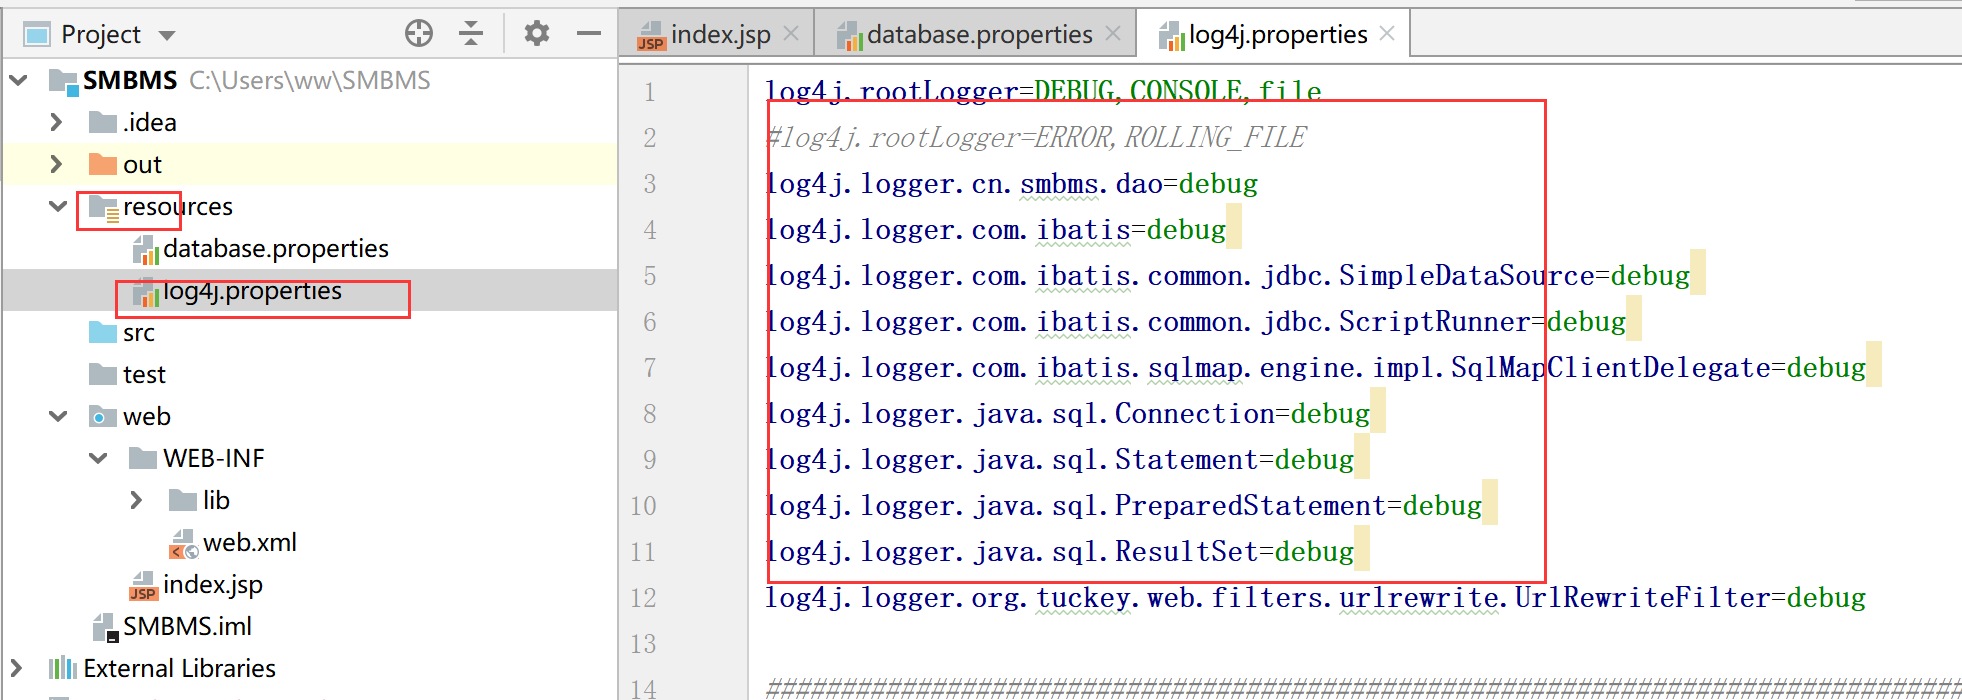 Project
index.jsp
database.properties
log4j.properties
SMBMS C:\Users\ww\SMBMS
.idea
out
resources
database.properties
log4j.properties
src
test
web
WEB-INF
lib
web.xml
index.jsp
SMBMS.iml
External Libraries
1 log4j.rootLogger=DEBUG,CONSOLE,file
2 #log4j.rootLogger=ERROR,ROLLING_FILE
3 log4j.logger.cn.smbms.dao=debug
4 log4j.logger.com.ibatis=debug
5 log4j.logger.com.ibatis.common.jdbc.SimpleDataSource=debug
6 log4j.logger.com.ibatis.common.jdbc.ScriptRunner=debug
7 log4j.logger.com.ibatis.sqlmap.engine.impl.SqlMapClientDelegate=debug
8 log4j.logger.java.sql.Connection=debug
9 log4j.logger.java.sql.Statement=debug
10 log4j.logger.java.sql.PreparedStatement=debug
11 log4j.logger.java.sql.ResultSet=debug
12 log4j.logger.org.tuckey.web.filters.urlrewrite.UrlRewriteFilter=debug
13
14 ##############################################################################